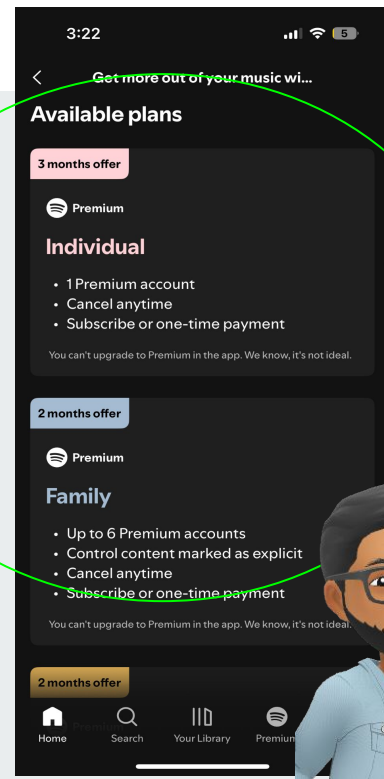 3:22
5
Get more out of your music wi...
Available plans
3 months offer
Premium
Individual
• 1 Premium account
• Cancel anytime
• Subscribe or one-time payment
You can't upgrade to Premium in the app. We know, it's not ideal.
2 months offer
Premium
Family
• Up to 6 Premium accounts
• Control content marked as explicit
• Cancel anytime
• Subscribe or one-time payment
You can't upgrade to Premium in the app. We know, it's not ideal.
2 months offer
Premium
Home
Search
Your Library
Premium